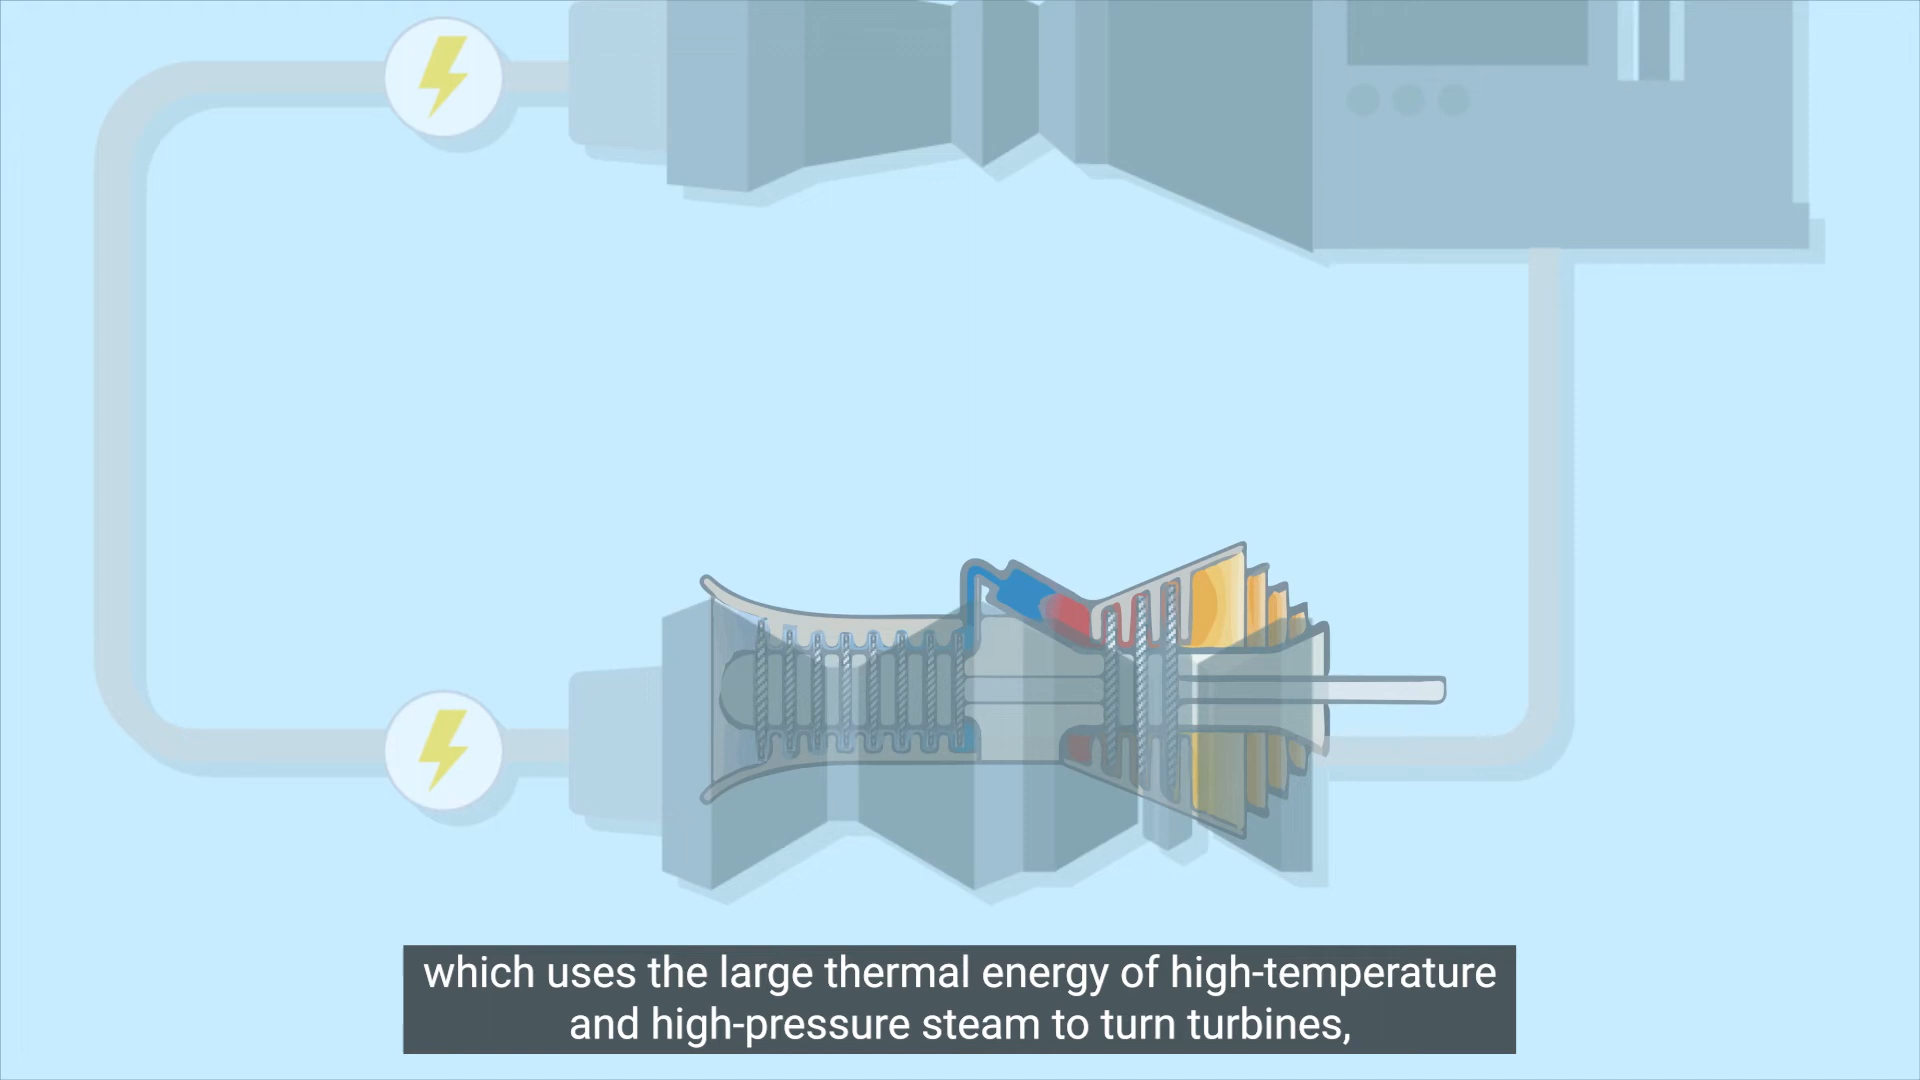 which uses the large thermal energy of high-temperature
and high-pressure steam to turn turbines,